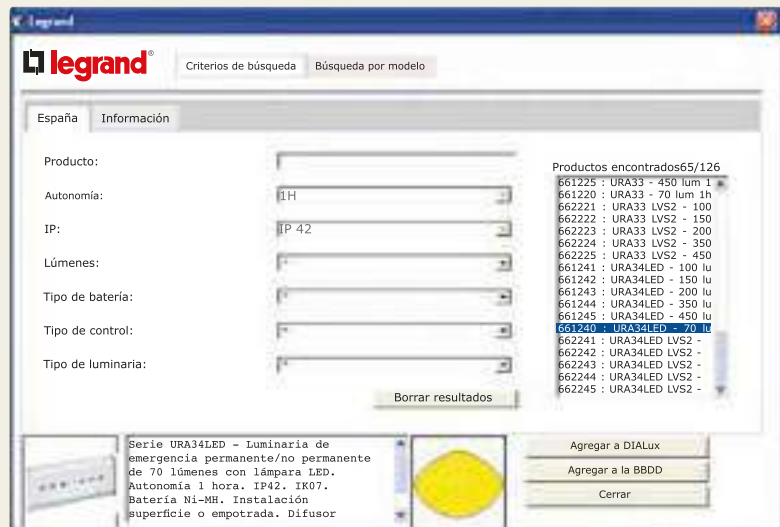 Legrand
legrand®
Criterios de búsqueda
Búsqueda por modelo
España
Información
Producto:
Autonomía:
1H
IP:
IP 42
Lúmenes:
*
Tipo de batería:
*
Tipo de control:
*
Tipo de luminaria:
*
Borrar resultados
Productos encontrados65/126
661225 : URA33 - 450 lum 1
661220 : URA33 - 70 lum 1h
662221 : URA33 LVS2 - 100
662222 : URA33 LVS2 - 150
662223 : URA33 LVS2 - 200
662224 : URA33 LVS2 - 350
662225 : URA33 LVS2 - 450
661241 : URA34LED - 100 lu
661242 : URA34LED - 150 lu
661243 : URA34LED - 200 lu
661244 : URA34LED - 350 lu
661245 : URA34LED - 450 lu
661240 : URA34LED - 70 lu
662241 : URA34LED LVS2 -
662242 : URA34LED LVS2 -
662243 : URA34LED LVS2 -
662244 : URA34LED LVS2 -
662245 : URA34LED LVS2 -
Serie URA34LED - Luminaria de
emergencia permanente/no permanente
de 70 lúmenes con lámpara LED.
Autonomía 1 hora. IP42. IK07.
Batería Ni-MH. Instalación
superficie o empotrada. Difusor
Agregar a DIALux
Agregar a la BBDD
Cerrar